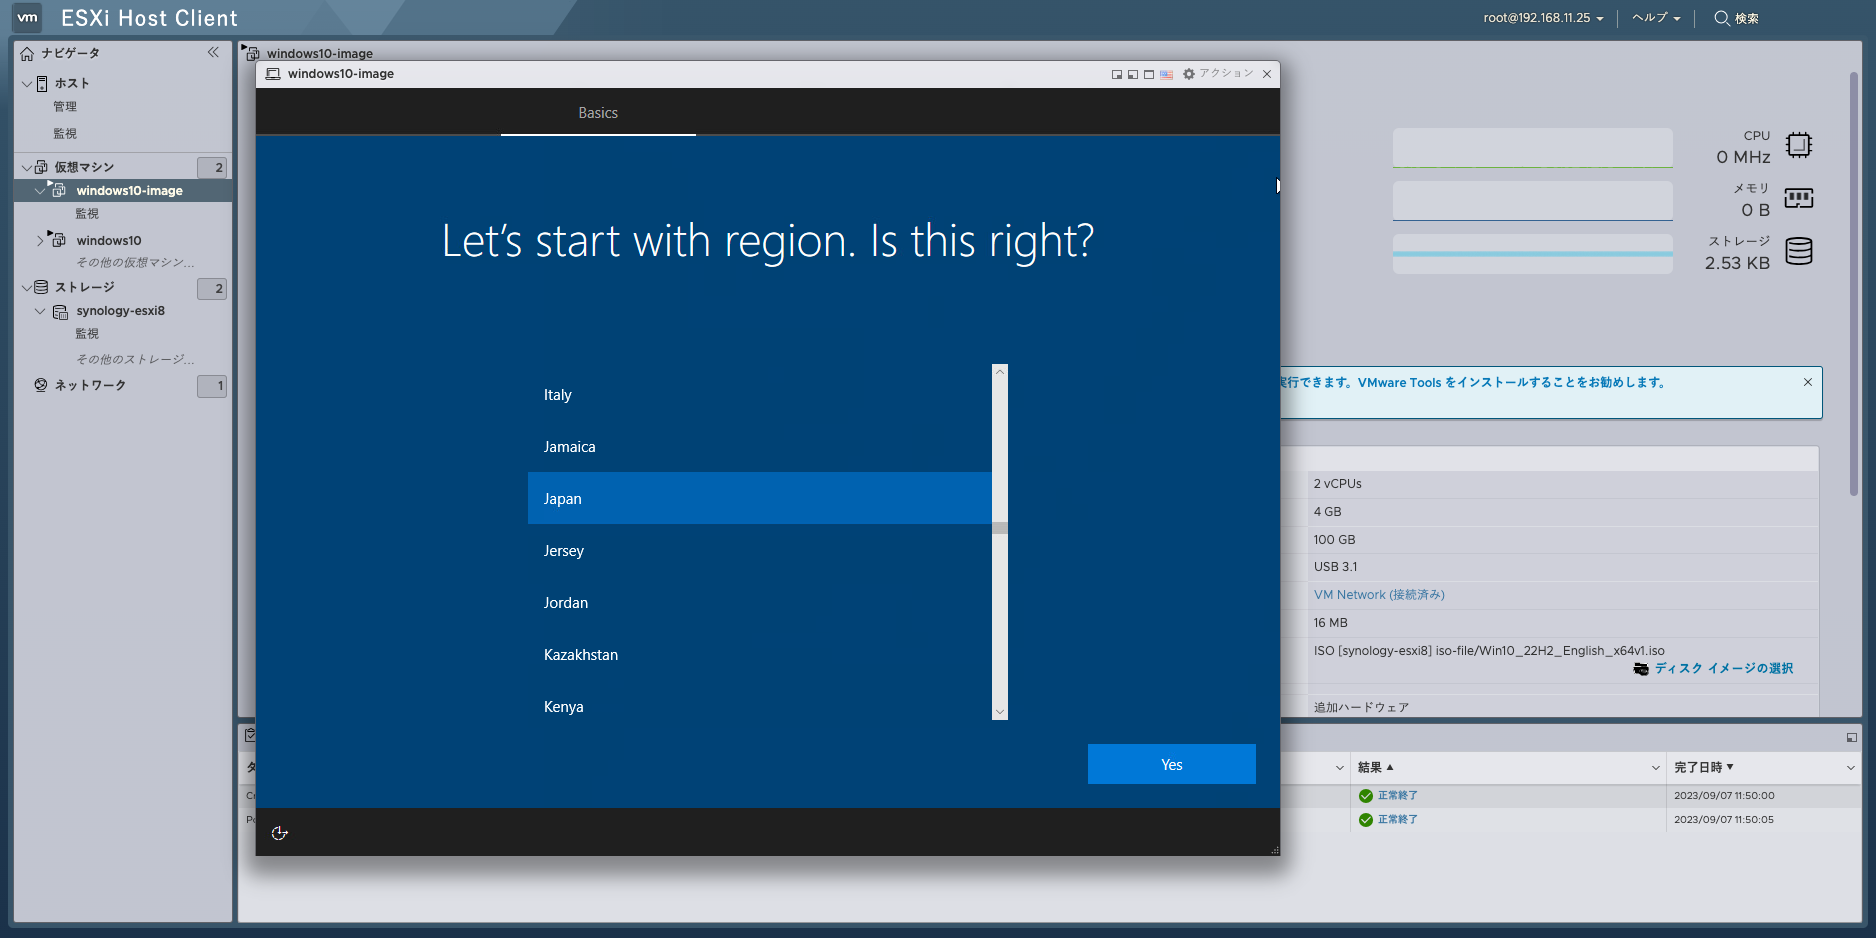 vm ESXi Host Client
root@192.168.11.25
ヘルプ
検索
ナビゲータ
ホスト
管理
監視
仮想マシン 2
windows10-image
監視
windows10
その他の仮想マシン...
ストレージ 2
synology-esxi8
監視
その他のストレージ...
ネットワーク 1
windows10-image
windows10-image
アクション
Basics
Let's start with region. Is this right?
Italy
Jamaica
Japan
Jersey
Jordan
Kazakhstan
Kenya
Yes
CPU
0 MHz
メモリ
0 B
ストレージ
2.53 KB
実行できます。VMware Tools をインストールすることをお勧めします。
2 vCPUs
4 GB
100 GB
USB 3.1
VM Network (接続済み)
16 MB
ISO [synology-esxi8] iso-file/Win10_22H2_English_x64v1.iso
ディスク イメージの選択
追加ハードウェア
結果
完了日時
正常終了
2023/09/07 11:50:00
正常終了
2023/09/07 11:50:05